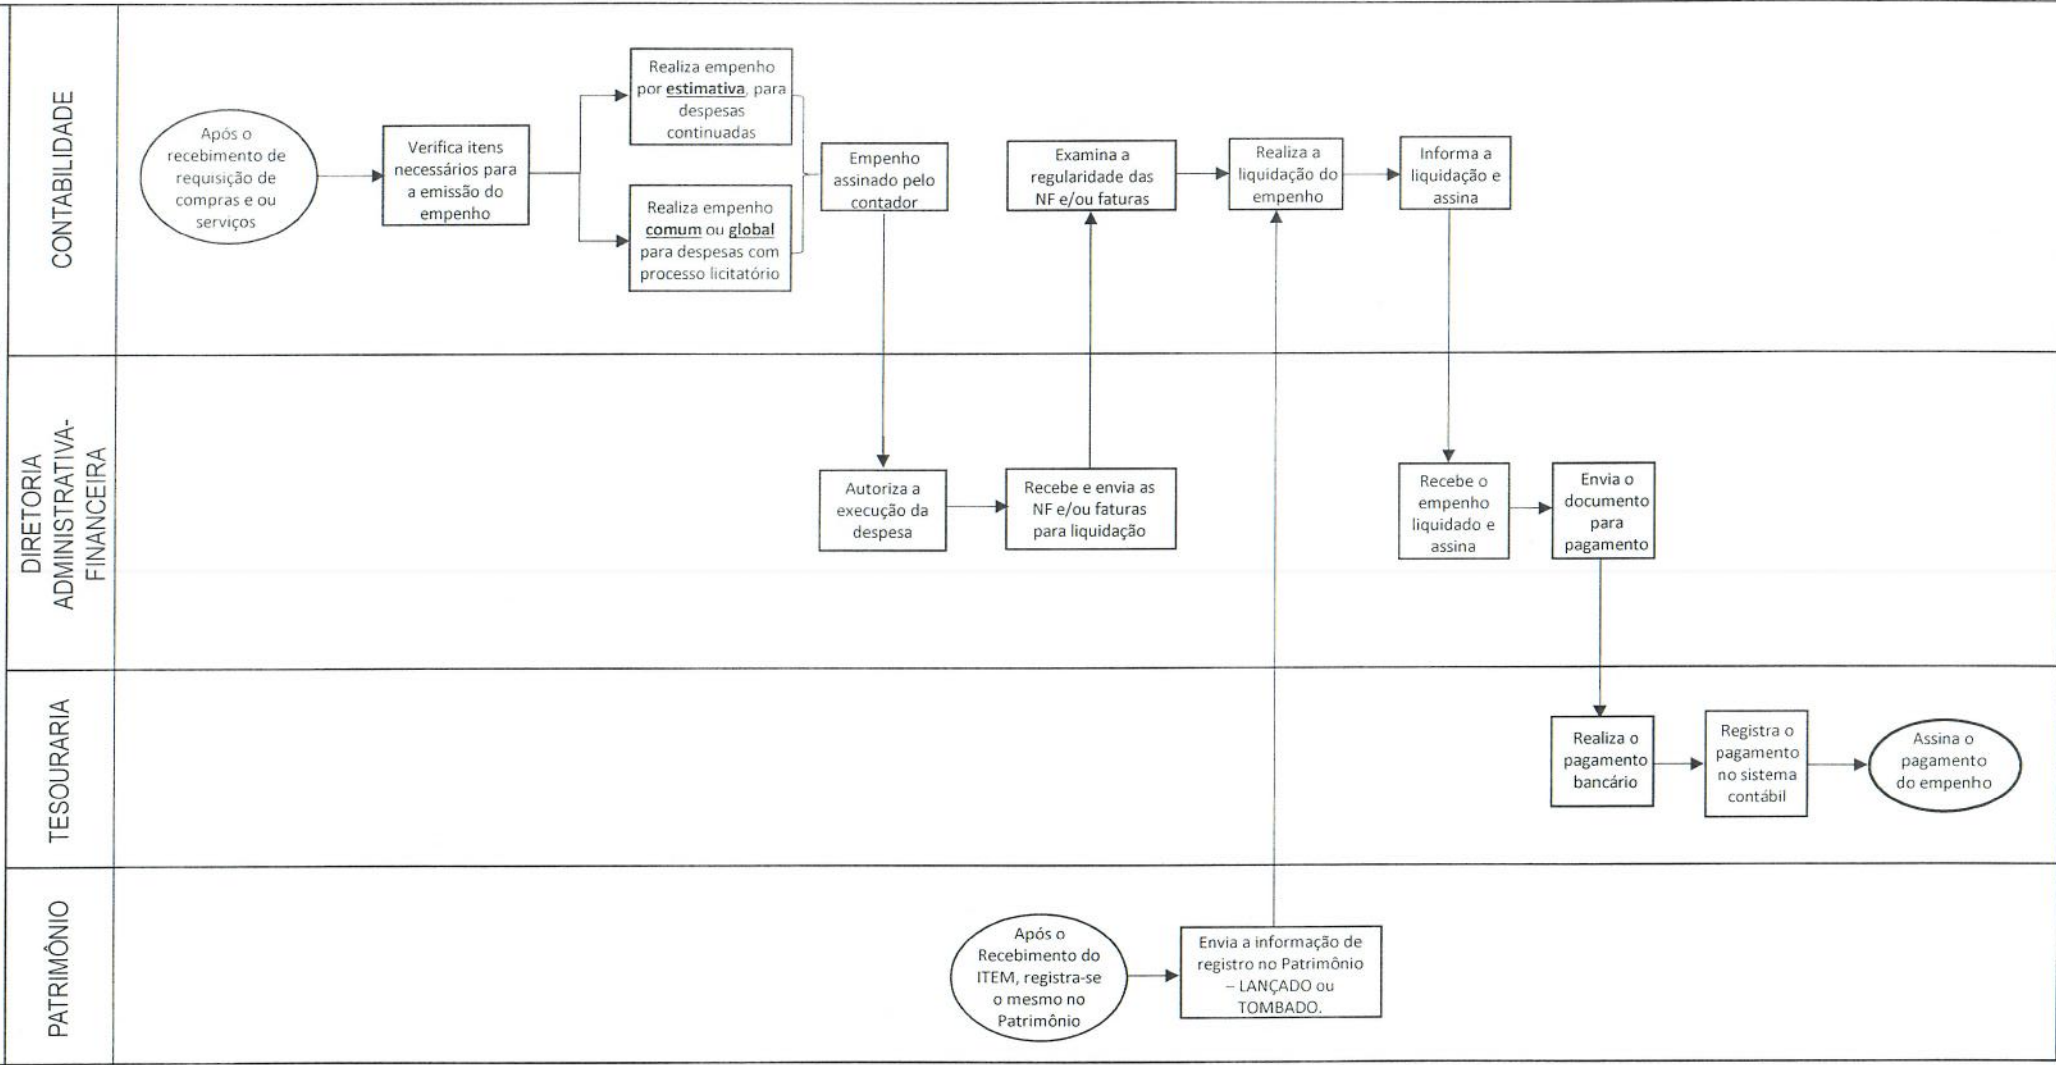 CONTABILIDADE
Após o
recebimento de
requisição de
compras e ou
serviços
Verifica itens
necessários para
a emissão do
empenho
Realiza empenho
por estimativa, para
despesas
continuadas
Realiza empenho
comum ou global
para despesas com
processo licitatório
Empenho
assinado pelo
contador
Examina a
regularidade das
NF e/ou faturas
Realiza a
liquidação do
empenho
Informa a
liquidação e
assina
DIRETORIA
ADMINISTRATIVA-
FINANCEIRA
Autoriza a
execução da
despesa
Recebe e envia as
NF e/ou faturas
para liquidação
Recebe o
empenho
liquidado e
assina
Envia o
documento
para
pagamento
TESOURARIA
Realiza o
pagamento
bancário
Registra o
pagamento
no sistema
contábil
Assina o
pagamento
do empenho
PATRIMÔNIO
Após o
Recebimento do
ITEM, registra-se
o mesmo no
Patrimônio
Envia a informação de
registro no Patrimônio
– LANÇADO ou
TOMBADO.